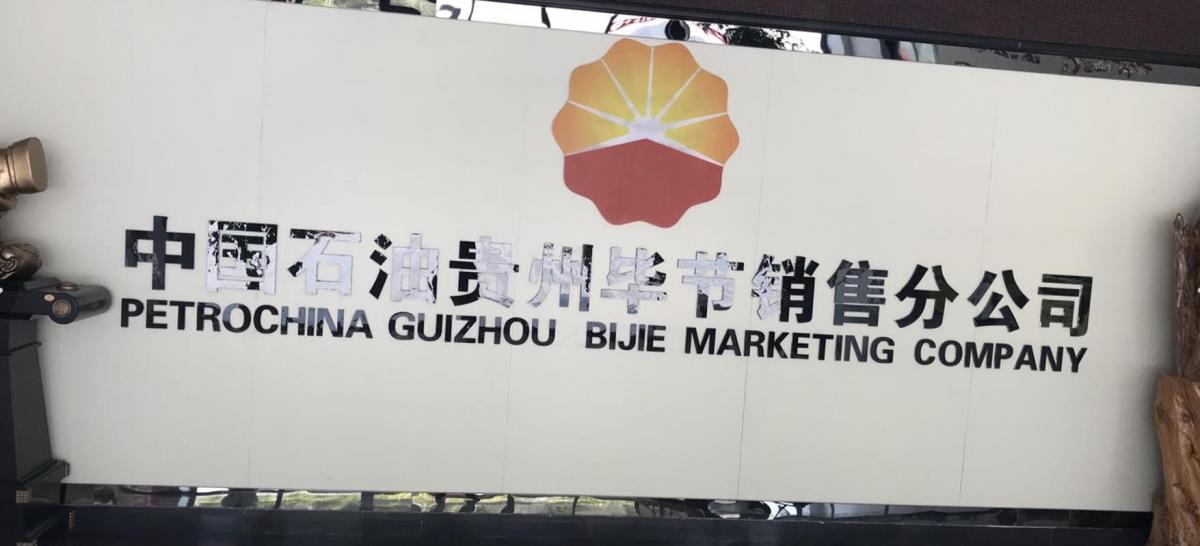 中国石油贵州毕节销售分公司
PETROCHINA GUIZHOU BIJIE MARKETING COMPANY